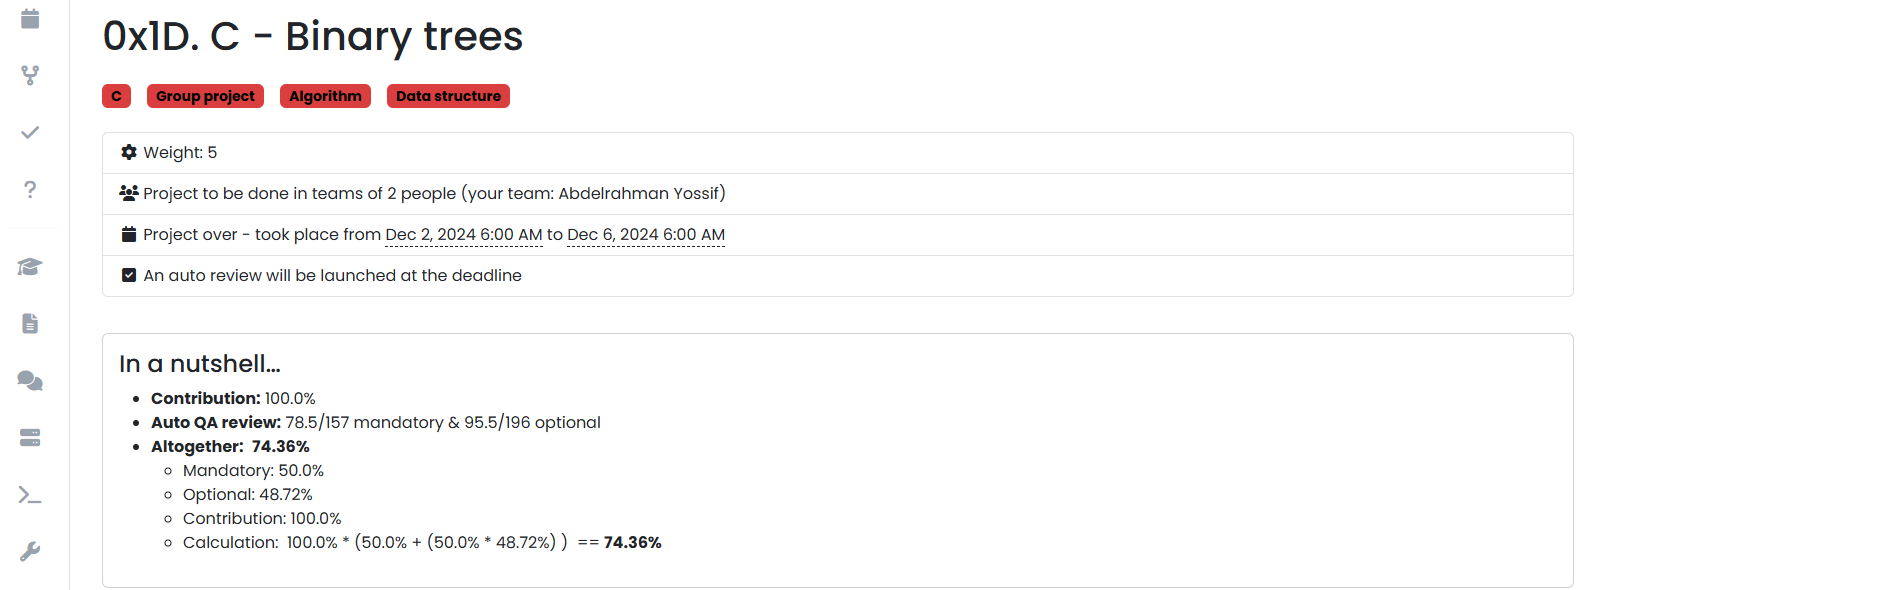 0x1D. C - Binary trees
C Group project Algorithm Data structure
Weight: 5
Project to be done in teams of 2 people (your team: Abdelrahman Yossif)
Project over - took place from Dec 2, 2024 6:00 AM to Dec 6, 2024 6:00 AM
An auto review will be launched at the deadline
In a nutshell…
Contribution: 100.0%
Auto QA review: 78.5/157 mandatory & 95.5/196 optional
Altogether: 74.36%
Mandatory: 50.0%
Optional: 48.72%
Contribution: 100.0%
Calculation: 100.0% * (50.0% + (50.0% * 48.72%) ) == 74.36%